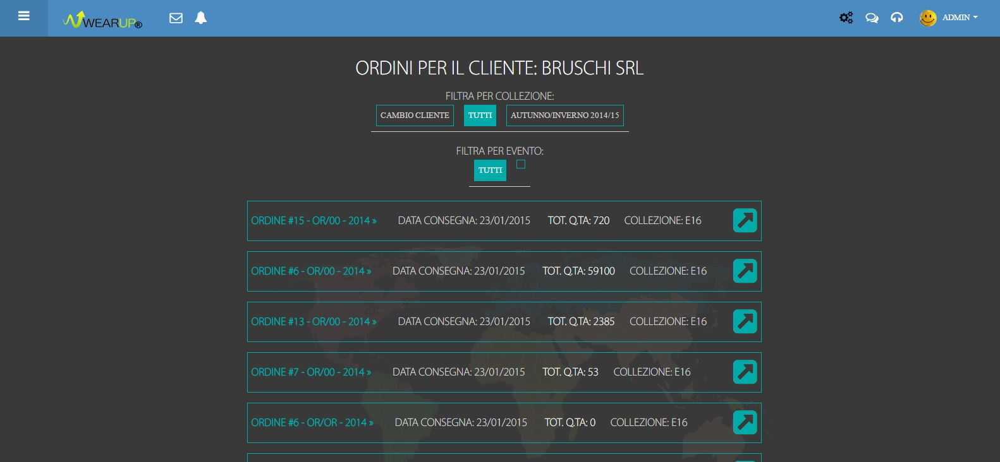 WEARUP®
ADMIN
ORDINI PER IL CLIENTE: BRUSCHI SRL
FILTRA PER COLLEZIONE:
CAMBIO CLIENTE TUTTI AUTUNNO/INVERNO 2014/15
FILTRA PER EVENTO:
TUTTI
ORDINE #15 - OR/00 - 2014 » DATA CONSEGNA: 23/01/2015 TOT. Q.TA: 720 COLLEZIONE: E16
ORDINE #6 - OR/00 - 2014 » DATA CONSEGNA: 23/01/2015 TOT. Q.TA: 59100 COLLEZIONE: E16
ORDINE #13 - OR/00 - 2014 » DATA CONSEGNA: 23/01/2015 TOT. Q.TA: 2385 COLLEZIONE: E16
ORDINE #7 - OR/00 - 2014 » DATA CONSEGNA: 23/01/2015 TOT. Q.TA: 53 COLLEZIONE: E16
ORDINE #6 - OR/OR - 2014 » DATA CONSEGNA: 23/01/2015 TOT. Q.TA: 0 COLLEZIONE: E16